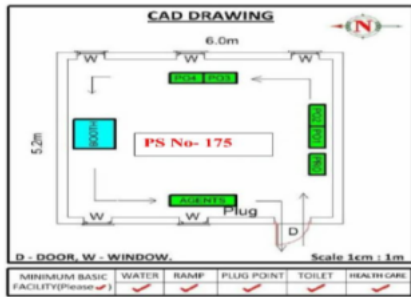 CAD DRAWING
N
6.0m
W W W
PO4 PO3
5.2m
BOOTH
PS No- 175
PO2
PO1
PRO
AGENTS
Plug
W W
D
D - DOOR, W - WINDOW.
Scale 1cm : 1m
MINIMUM BASIC FACILITY(Please✓) WATER RAMP PLUG POINT TOILET HEALTH CARE
✓ ✓ ✓ ✓ ✓